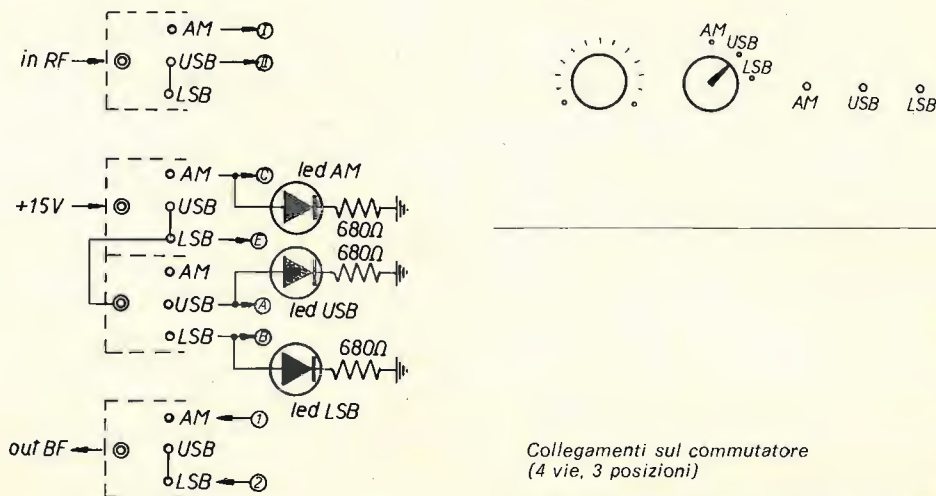 AM I
in RF USB II
LSB
AM C led AM
+15V USB 680Ω
LSB E 680Ω
AM
USB A led USB
LSB B 680Ω
led LSB
AM 1
out BF USB
LSB 2
AM USB LSB
AM USB LSB
Collegamenti sul commutatore
(4 vie, 3 posizioni)